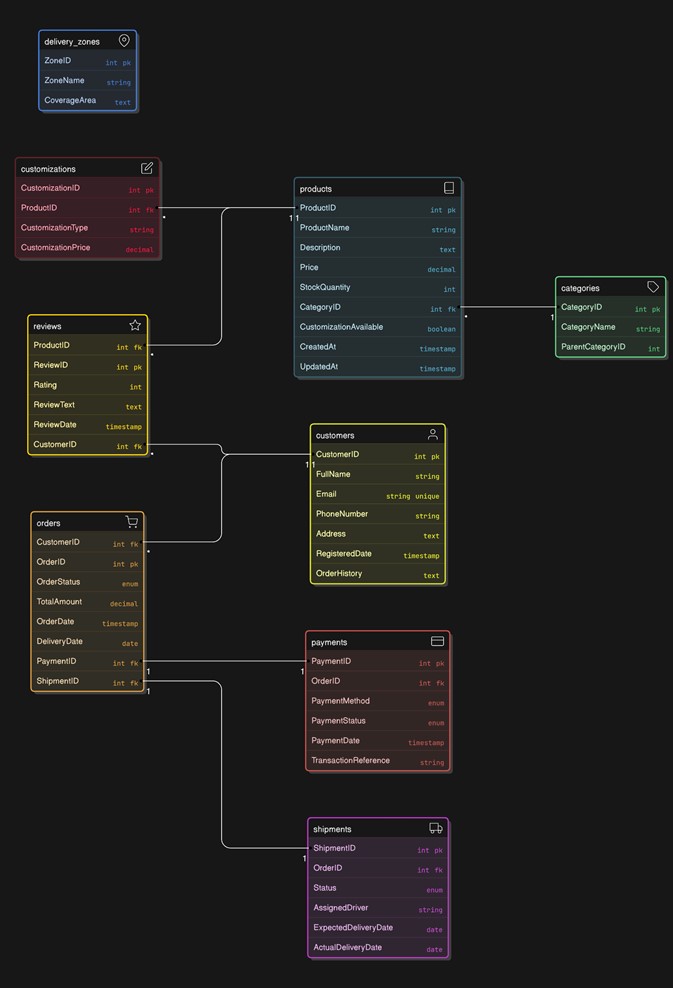 delivery_zones
ZoneID int pk
ZoneName string
CoverageArea text
customizations
CustomizationID int pk
ProductID int fk
CustomizationType string
CustomizationPrice decimal
*
products
ProductID int pk
1 1
ProductName string
Description text
Price decimal
StockQuantity int
CategoryID int fk
*
CustomizationAvailable boolean
CreatedAt timestamp
UpdatedAt timestamp
categories
CategoryID int pk
1
CategoryName string
ParentCategoryID int
reviews
ProductID int fk
*
ReviewID int pk
Rating int
ReviewText text
ReviewDate timestamp
CustomerID int fk
*
customers
CustomerID int pk
1 1
FullName string
Email string unique
PhoneNumber string
Address text
RegisteredDate timestamp
OrderHistory text
orders
CustomerID int fk
*
OrderID int pk
OrderStatus enum
TotalAmount decimal
OrderDate timestamp
DeliveryDate date
PaymentID int fk
1
ShipmentID int fk
1
payments
PaymentID int pk
1
OrderID int fk
PaymentMethod enum
PaymentStatus enum
PaymentDate timestamp
TransactionReference string
shipments
ShipmentID int pk
1
OrderID int fk
Status enum
AssignedDriver string
ExpectedDeliveryDate date
ActualDeliveryDate date